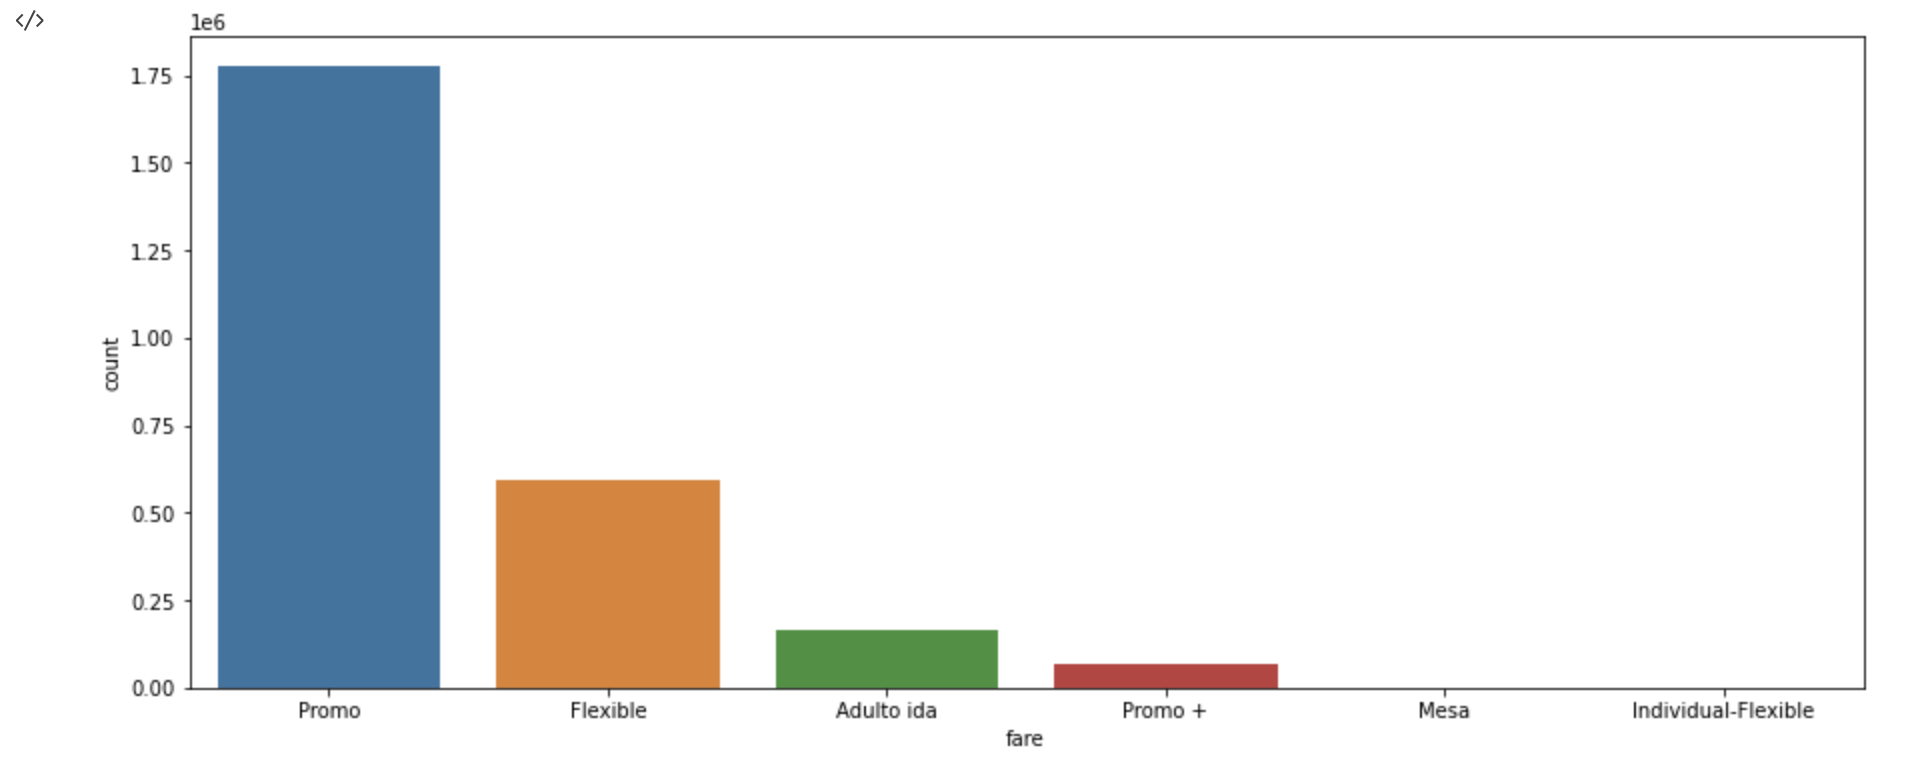 </>
1e6
1.75
1.50
1.25
1.00
0.75
0.50
0.25
0.00
count
Promo Flexible Adulto ida Promo + Mesa Individual-Flexible
fare